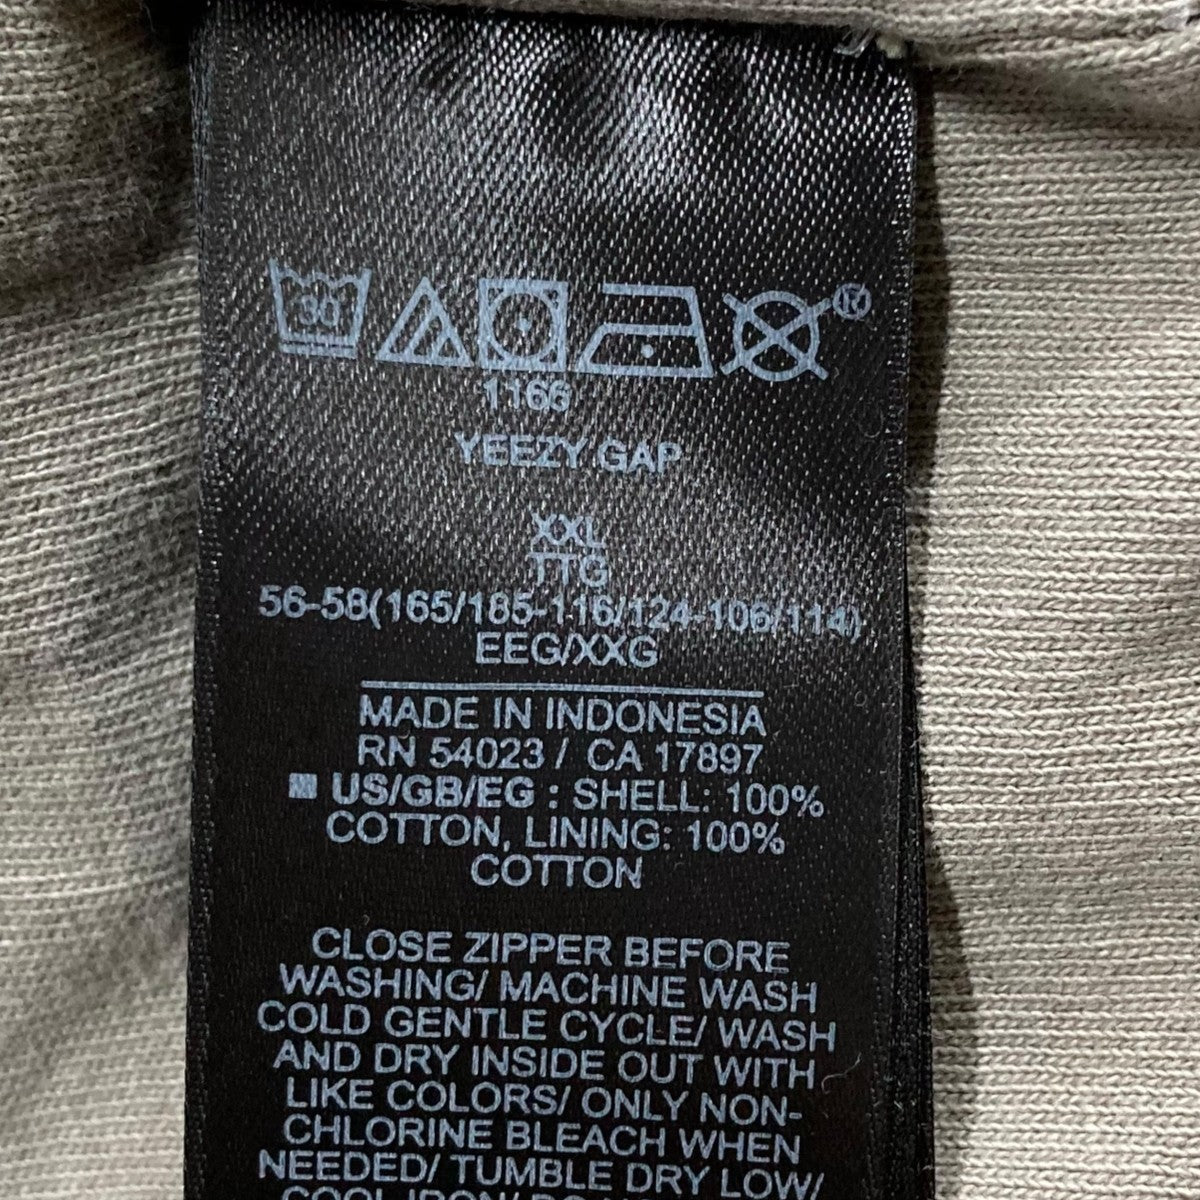 30
1166
YEEZY GAP
XXL
TTG
56-58(165/185-116/124-106/114)
EEG/XXG
MADE IN INDONESIA
RN 54023 / CA 17897
US/GB/EG : SHELL: 100%
COTTON, LINING: 100%
COTTON
CLOSE ZIPPER BEFORE
WASHING/ MACHINE WASH
COLD GENTLE CYCLE/ WASH
AND DRY INSIDE OUT WITH
LIKE COLORS/ ONLY NON-
CHLORINE BLEACH WHEN
NEEDED/ TUMBLE DRY LOW/
COOL IRON/